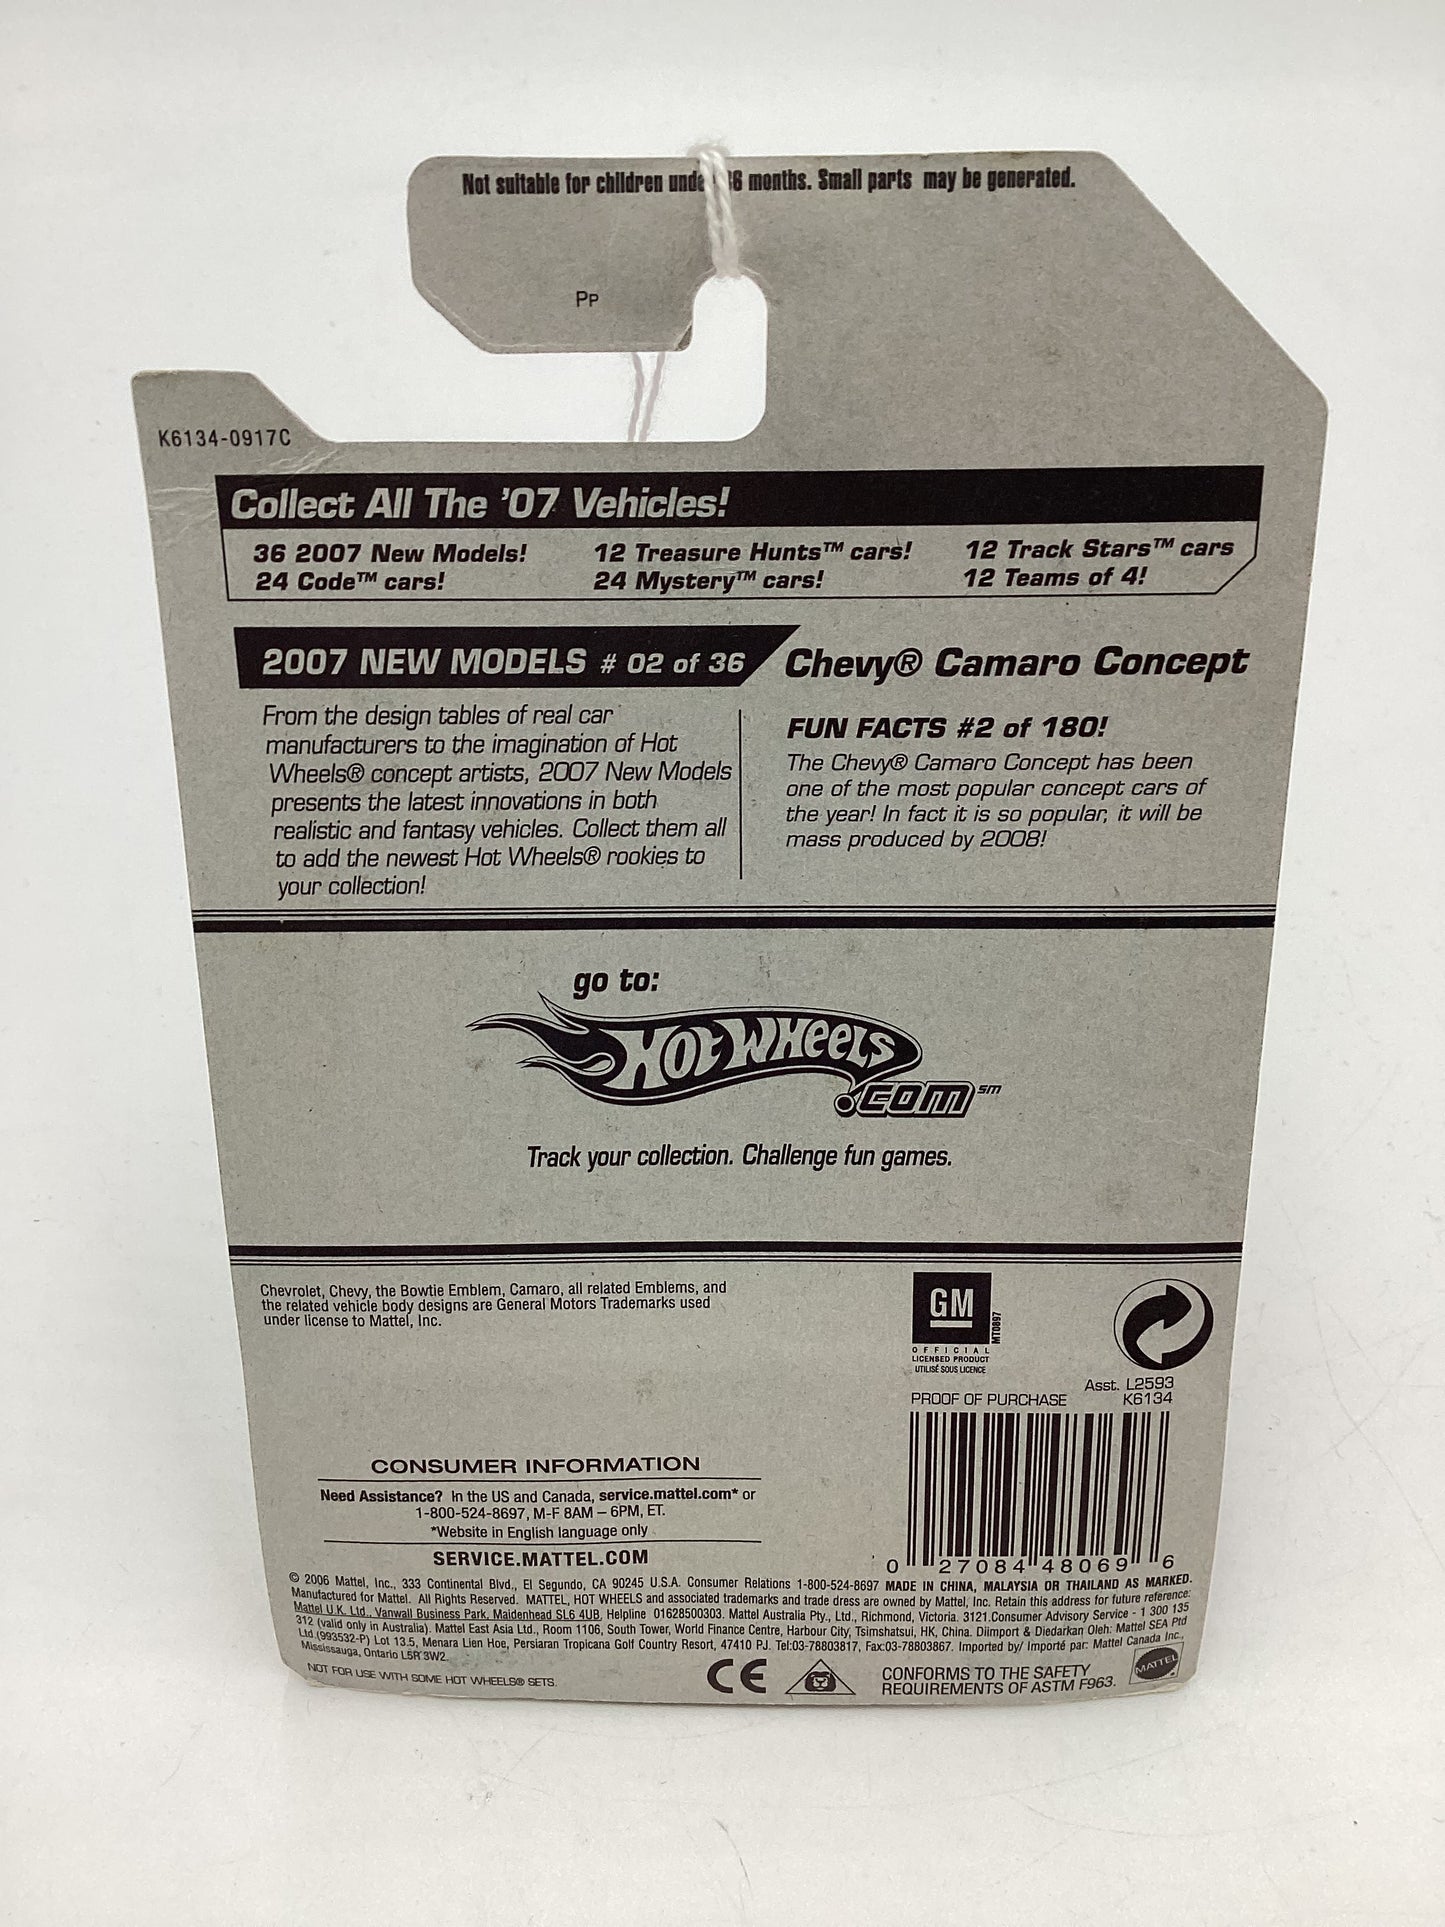 Not suitable for children unde 36 months. Small parts may be generated.
PP
K6134-0917C
Collect All The '07 Vehicles!
36 2007 New Models! 12 Treasure Hunts™ cars! 12 Track Stars™ cars
24 Code™ cars! 24 Mystery™ cars! 12 Teams of 4!
2007 NEW MODELS # 02 of 36 Chevy® Camaro Concept
From the design tables of real car
manufacturers to the imagination of Hot
Wheels® concept artists, 2007 New Models
presents the latest innovations in both
realistic and fantasy vehicles. Collect them all
to add the newest Hot Wheels® rookies to
your collection!
FUN FACTS #2 of 180!
The Chevy® Camaro Concept has been
one of the most popular concept cars of
the year! In fact it is so popular, it will be
mass produced by 2008!
go to:
Hot Wheels
.com℠
Track your collection. Challenge fun games.
Chevrolet, Chevy, the Bowtie Emblem, Camaro, all related Emblems, and
the related vehicle body designs are General Motors Trademarks used
under license to Mattel, Inc.
GM
MT0897
OFFICIAL
LICENSED PRODUCT
UTILISÉ SOUS LICENCE
Asst. L2593
PROOF OF PURCHASE K6134
0 27084 48069 6
CONSUMER INFORMATION
Need Assistance? In the US and Canada, service.mattel.com* or
1-800-524-8697, M-F 8AM – 6PM, ET.
*Website in English language only
SERVICE.MATTEL.COM
© 2006 Mattel, Inc., 333 Continental Blvd., El Segundo, CA 90245 U.S.A. Consumer Relations 1-800-524-8697 MADE IN CHINA, MALAYSIA OR THAILAND AS MARKED.
Manufactured for Mattel. All Rights Reserved. MATTEL, HOT WHEELS and associated trademarks and trade dress are owned by Mattel, Inc. Retain this address for future reference:
Mattel U.K. Ltd., Vanwall Business Park, Maidenhead SL6 4UB, Helpline 01628500303. Mattel Australia Pty., Ltd., Richmond, Victoria. 3121.Consumer Advisory Service - 1 300 135
312 (valid only in Australia). Mattel East Asia Ltd., Room 1106, South Tower, World Finance Centre, Harbour City, Tsimshatsui, HK, China. Diimport & Diedarkan Oleh: Mattel SEA Ptd
Ltd.(993532-P) Lot 13.5, Menara Lien Hoe, Persiaran Tropicana Golf Country Resort, 47410 PJ. Tel:03-78803817, Fax:03-78803867. Imported by/ Importé par: Mattel Canada Inc.,
Mississauga, Ontario L5R 3W2.
NOT FOR USE WITH SOME HOT WHEELS® SETS.
CE
CONFORMS TO THE SAFETY
REQUIREMENTS OF ASTM F963.
MATTEL